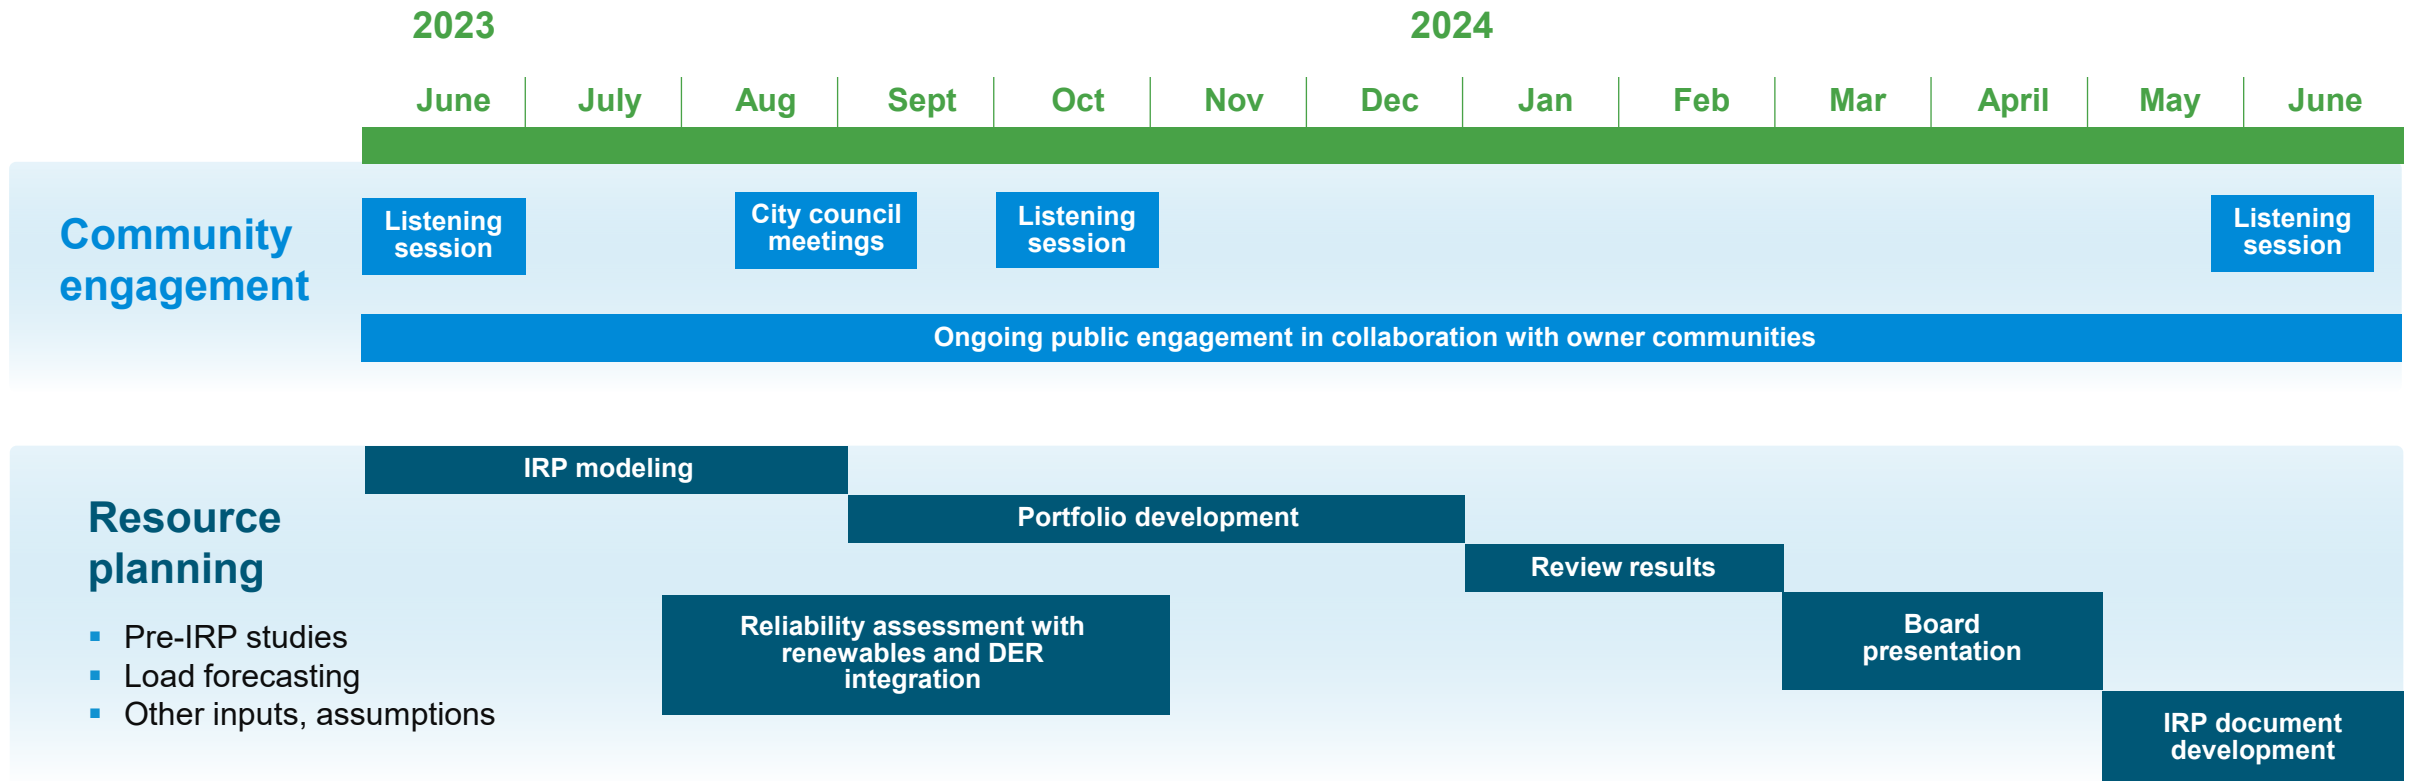 2023 2024
June July Aug Sept Oct Nov Dec Jan Feb Mar April May June
Community
engagement
Listening
session
City council
meetings
Listening
session
Listening
session
Ongoing public engagement in collaboration with owner communities
Resource
planning
▪ Pre-IRP studies
▪ Load forecasting
▪ Other inputs, assumptions
IRP modeling
Portfolio development
Review results
Reliability assessment with
renewables and DER
integration
Board
presentation
IRP document
development